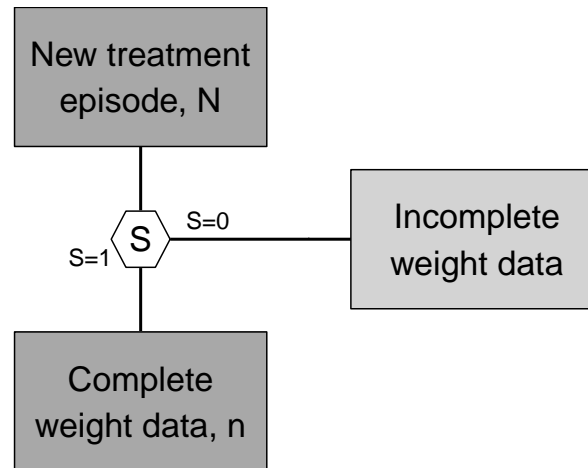 New treatment
episode, N
S=0
S
S=1
Incomplete
weight data
Complete
weight data, n